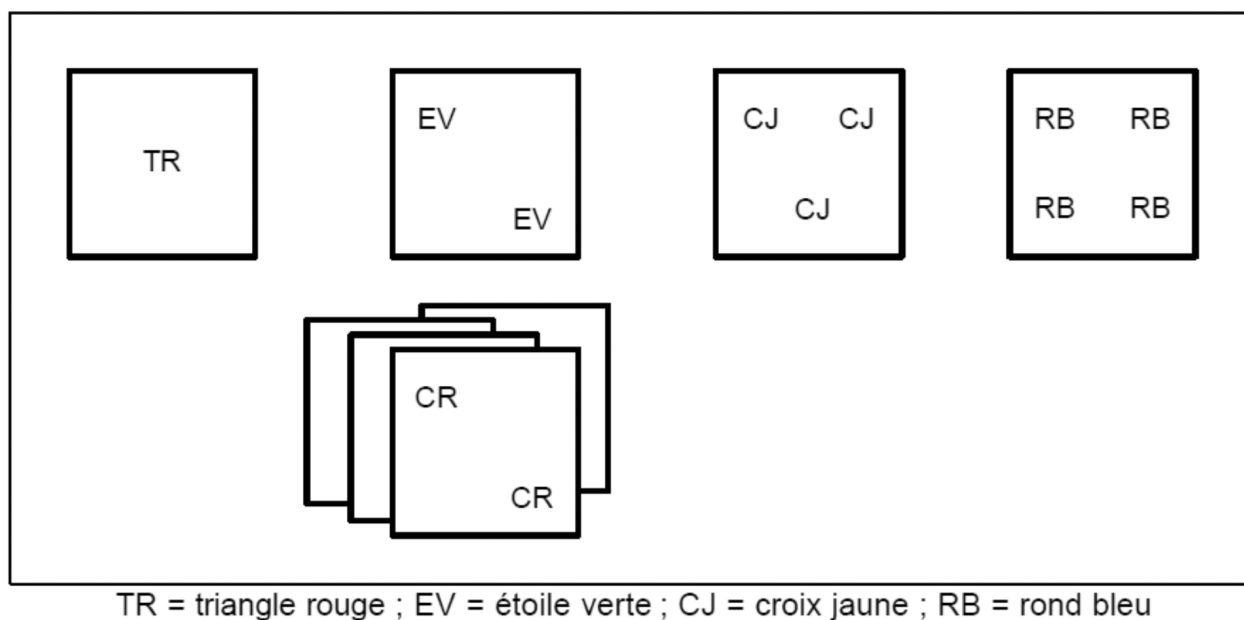 TR
EV
EV
CJ CJ
CJ
RB RB
RB RB
CR
CR
TR = triangle rouge ; EV = étoile verte ; CJ = croix jaune ; RB = rond bleu